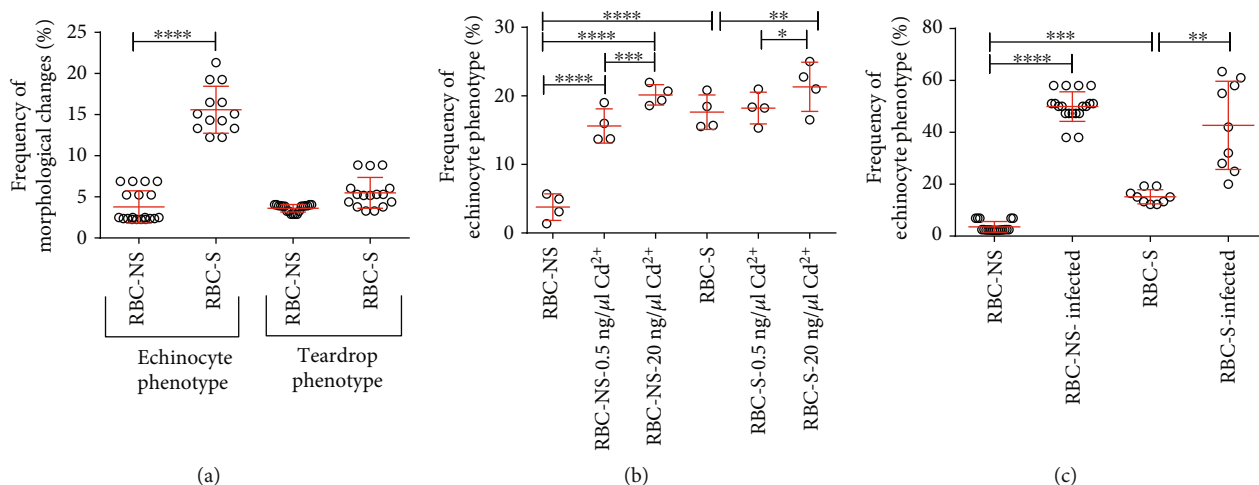 Frequency of
morphological changes (%)
25
20
15
10
5
0
****
RBC-NS
RBC-S
RBC-NS
RBC-S
Echinocyte
phenotype
Teardrop
phenotype
(a)
Frequency of
echinocyte phenotype (%)
30
20
10
0
****
**
****
*
***
****
RBC-NS
RBC-NS-0.5 ng/µl Cd2+
RBC-NS-20 ng/µl Cd2+
RBC-S
RBC-S-0.5 ng/µl Cd2+
RBC-S-20 ng/µl Cd2+
(b)
Frequency of
echinocyte phenotype (%)
80
60
40
20
0
***
**
****
RBC-NS
RBC-NS- infected
RBC-S
RBC-S-infected
(c)